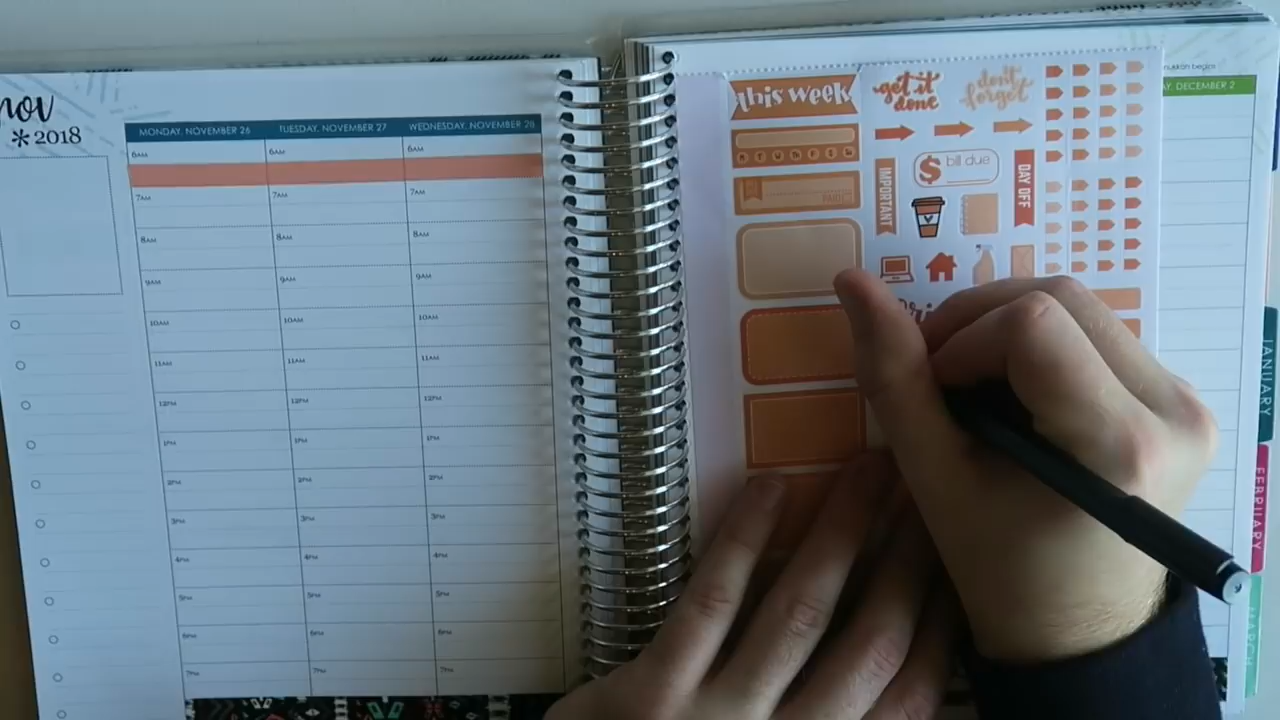 nov
* 2018
MONDAY, NOVEMBER 26
TUESDAY, NOVEMBER 27
WEDNESDAY, NOVEMBER 28
6AM 6AM 6AM
7AM 7AM 7AM
8AM 8AM 8AM
9AM 9AM 9AM
10AM 10AM 10AM
11AM 11AM 11AM
12PM 12PM 12PM
1PM 1PM 1PM
2PM 2PM 2PM
3PM 3PM 3PM
4PM 4PM 4PM
5PM 5PM 5PM
6PM 6PM 6PM
7PM 7PM 7PM
this week
get it
done
don't
forget
$ bill due
IMPORTANT
DAY OFF
begins
Y, DECEMBER 2
JANUARY
FEBRUARY
MARCH